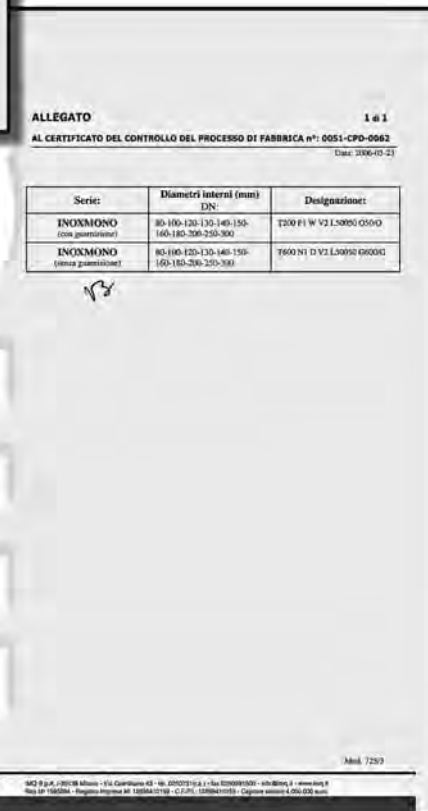 ALLEGATO 1 di 1
AL CERTIFICATO DEL CONTROLLO DEL PROCESSO DI FABBRICA n°: 0051-CPD-0062
Data: 2006-05-23
Serie: Diametri interni (mm) DN: Designazione:
INOXMONO (con guarnizione) 80-100-120-130-140-150-160-180-200-250-300 T200 P1 W V2 L50050 O50/O
INOXMONO (senza guarnizione) 80-100-120-130-140-150-160-180-200-250-300 T600 N1 D V2 L50050 G600/G
Mod. 725/3